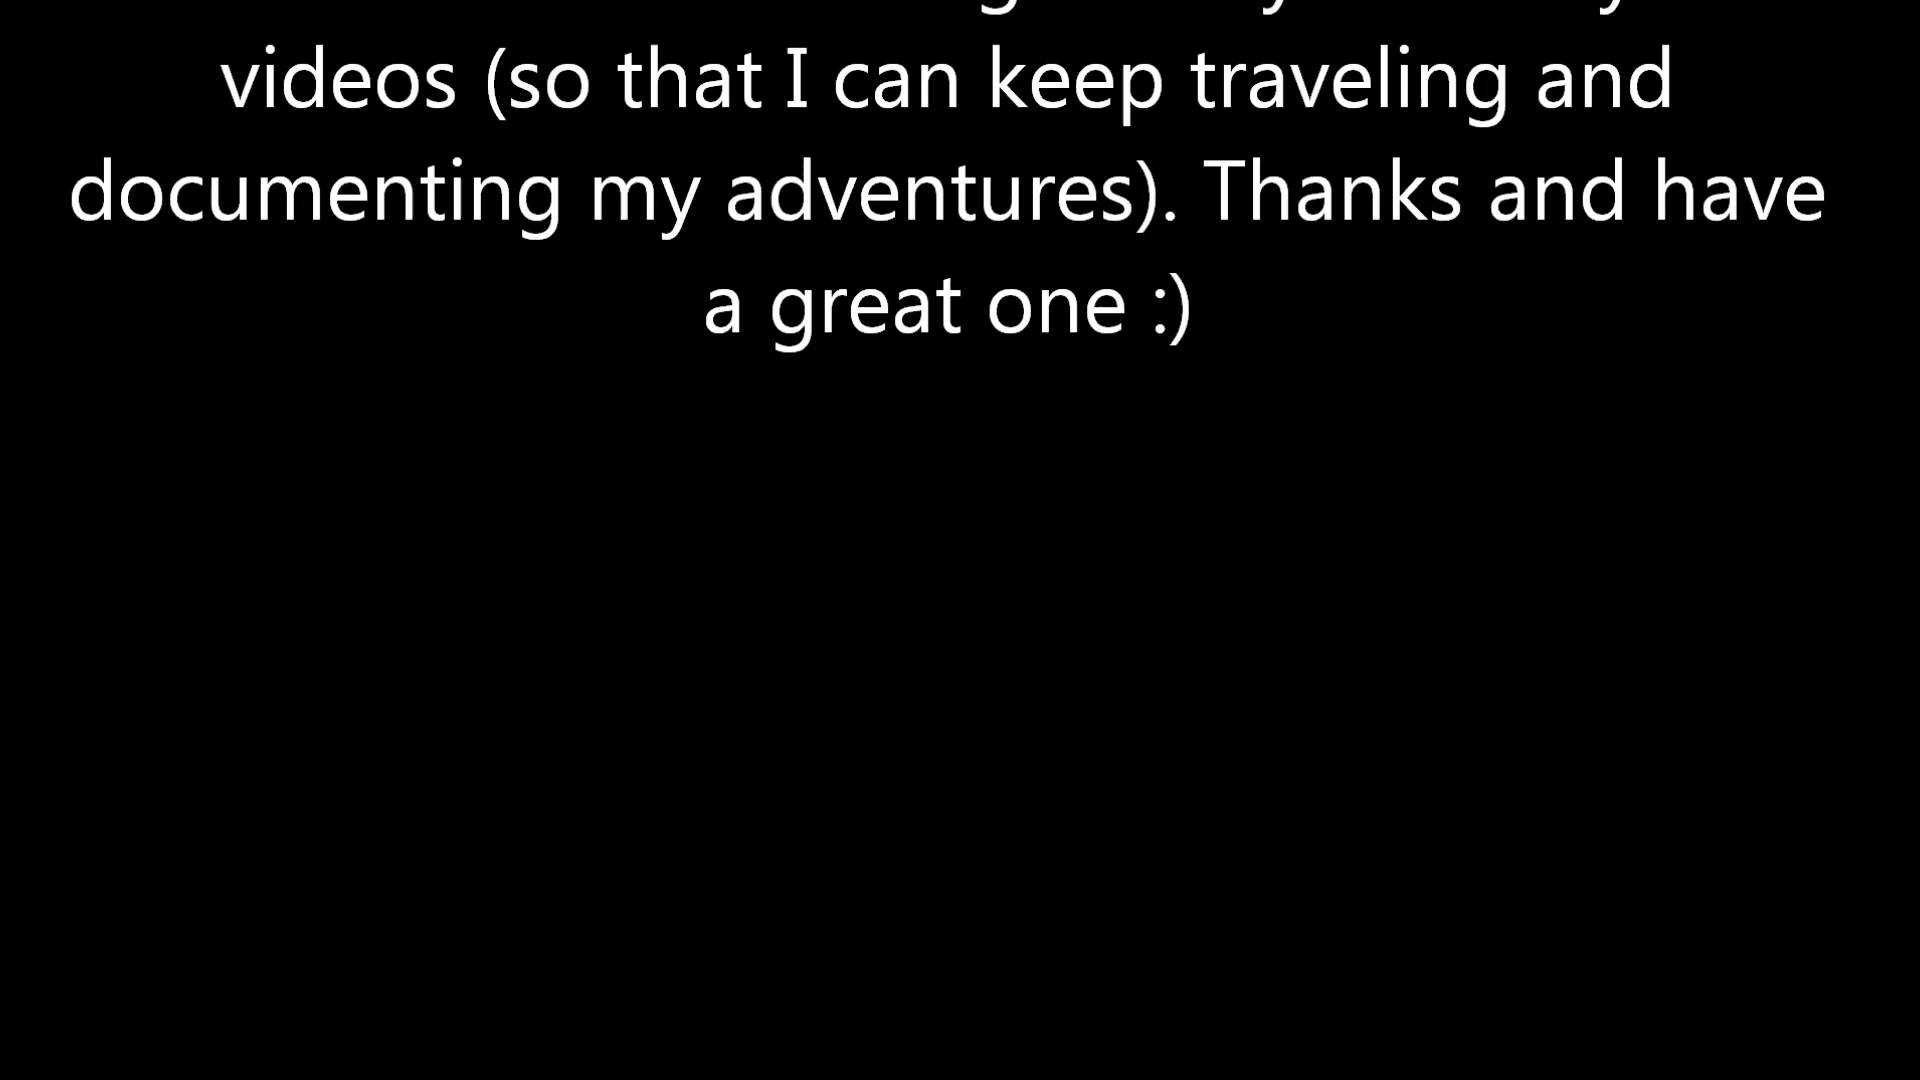 videos (so that I can keep traveling and
documenting my adventures). Thanks and have
a great one :)